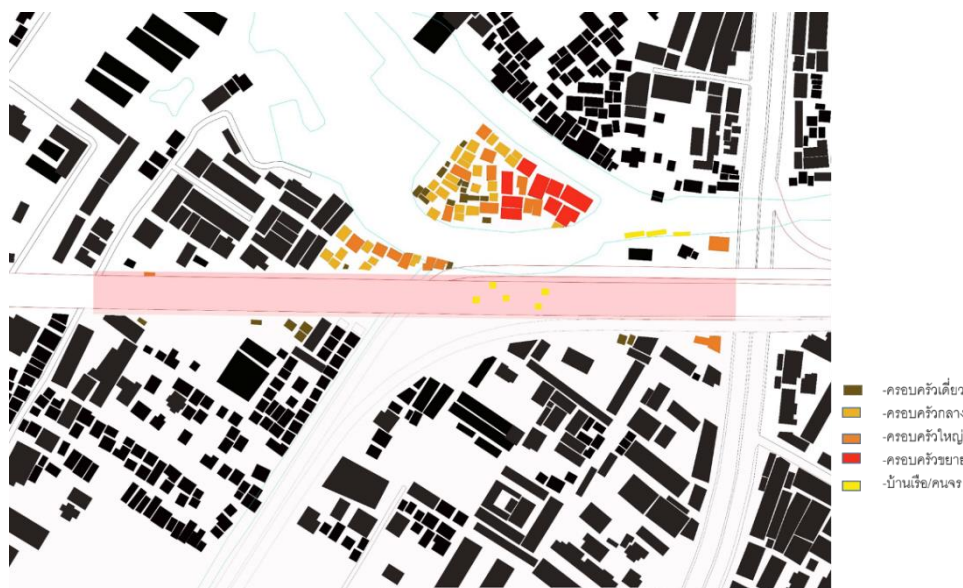 -ครอบครัวเดี่ยว
-ครอบครัวกลาง
-ครอบครัวใหญ่
-ครอบครัวขยาย
-บ้านเรือ/คนจร